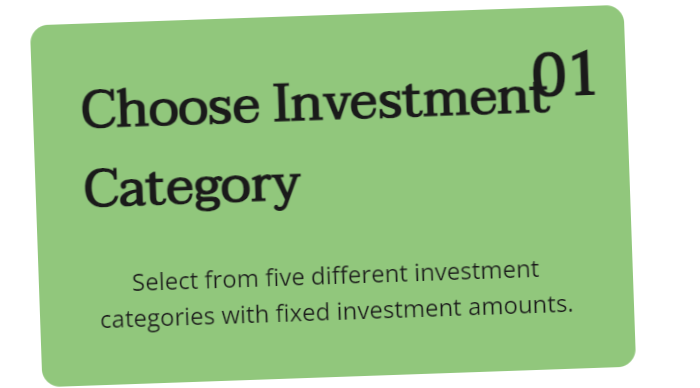 01
Choose Investment
Category
Select from five different investment
categories with fixed investment amounts.